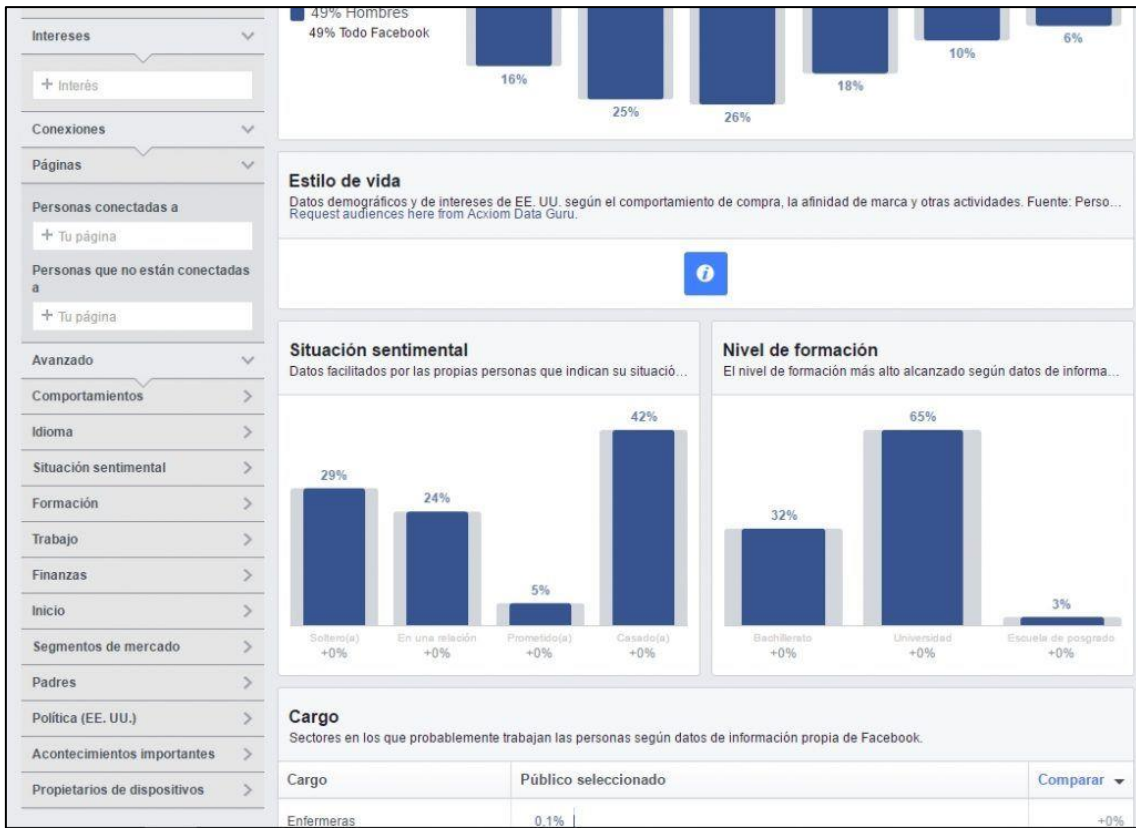 Intereses
+ Interés
Conexiones
Páginas
Personas conectadas a
+ Tu página
Personas que no están conectadas
a
+ Tu página
Avanzado
Comportamientos
Idioma
Situación sentimental
Formación
Trabajo
Finanzas
Inicio
Segmentos de mercado
Padres
Política (EE. UU.)
Acontecimientos importantes
Propietarios de dispositivos
49% Hombres
49% Todo Facebook
16% 25% 26% 18% 10% 6%
Estilo de vida
Datos demográficos y de intereses de EE. UU. según el comportamiento de compra, la afinidad de marca y otras actividades. Fuente: Perso...
Request audiences here from Acxiom Data Guru.
Situación sentimental
Datos facilitados por las propias personas que indican su situació...
29% 24% 5% 42%
Soltero(a) En una relación Prometido(a) Casado(a)
+0% +0% +0% +0%
Nivel de formación
El nivel de formación más alto alcanzado según datos de informa...
32% 65% 3%
Bachillerato Universidad Escuela de posgrado
+0% +0% +0%
Cargo
Sectores en los que probablemente trabajan las personas según datos de información propia de Facebook.
Cargo Público seleccionado Comparar
Enfermeras 0,1% +0%